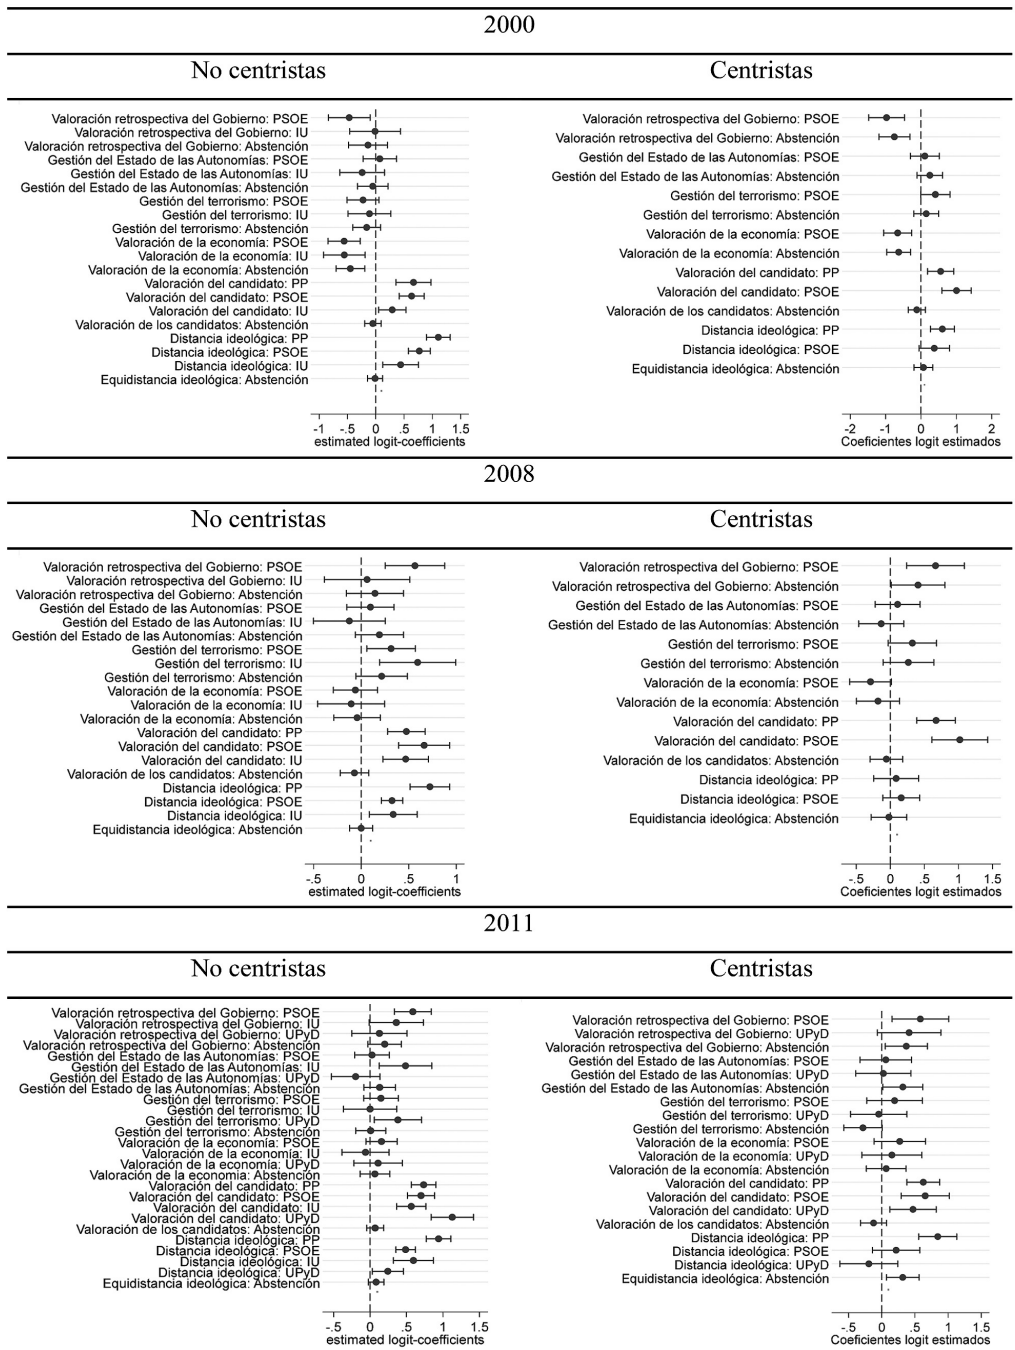 2000
No centristas
Centristas
Valoración retrospectiva del Gobierno: PSOE
Valoración retrospectiva del Gobierno: IU
Valoración retrospectiva del Gobierno: Abstención
Gestión del Estado de las Autonomías: PSOE
Gestión del Estado de las Autonomías: IU
Gestión del Estado de las Autonomías: Abstención
Gestión del terrorismo: PSOE
Gestión del terrorismo: IU
Gestión del terrorismo: Abstención
Valoración de la economía: PSOE
Valoración de la economía: IU
Valoración de la economía: Abstención
Valoración del candidato: PP
Valoración del candidato: PSOE
Valoración del candidato: IU
Valoración de los candidatos: Abstención
Distancia ideológica: PP
Distancia ideológica: PSOE
Distancia ideológica: IU
Equidistancia ideológica: Abstención
-1 -.5 0 .5 1 1.5
estimated logit-coefficients
Valoración retrospectiva del Gobierno: PSOE
Valoración retrospectiva del Gobierno: Abstención
Gestión del Estado de las Autonomías: PSOE
Gestión del Estado de las Autonomías: Abstención
Gestión del terrorismo: PSOE
Gestión del terrorismo: Abstención
Valoración de la economía: PSOE
Valoración de la economía: Abstención
Valoración del candidato: PP
Valoración del candidato: PSOE
Valoración de los candidatos: Abstención
Distancia ideológica: PP
Distancia ideológica: PSOE
Equidistancia ideológica: Abstención
-2 -1 0 1 2
Coeficientes logit estimados
2008
No centristas
Centristas
Valoración retrospectiva del Gobierno: PSOE
Valoración retrospectiva del Gobierno: IU
Valoración retrospectiva del Gobierno: Abstención
Gestión del Estado de las Autonomías: PSOE
Gestión del Estado de las Autonomías: IU
Gestión del Estado de las Autonomías: Abstención
Gestión del terrorismo: PSOE
Gestión del terrorismo: IU
Gestión del terrorismo: Abstención
Valoración de la economía: PSOE
Valoración de la economía: IU
Valoración de la economía: Abstención
Valoración del candidato: PP
Valoración del candidato: PSOE
Valoración del candidato: IU
Valoración de los candidatos: Abstención
Distancia ideológica: PP
Distancia ideológica: PSOE
Distancia ideológica: IU
Equidistancia ideológica: Abstención
-.5 0 .5 1
estimated logit-coefficients
Valoración retrospectiva del Gobierno: PSOE
Valoración retrospectiva del Gobierno: Abstención
Gestión del Estado de las Autonomías: PSOE
Gestión del Estado de las Autonomías: Abstención
Gestión del terrorismo: PSOE
Gestión del terrorismo: Abstención
Valoración de la economía: PSOE
Valoración de la economía: Abstención
Valoración del candidato: PP
Valoración del candidato: PSOE
Valoración de los candidatos: Abstención
Distancia ideológica: PP
Distancia ideológica: PSOE
Equidistancia ideológica: Abstención
-.5 0 .5 1 1.5
Coeficientes logit estimados
2011
No centristas
Centristas
Valoración retrospectiva del Gobierno: PSOE
Valoración retrospectiva del Gobierno: IU
Valoración retrospectiva del Gobierno: UPyD
Valoración retrospectiva del Gobierno: Abstención
Gestión del Estado de las Autonomías: PSOE
Gestión del Estado de las Autonomías: IU
Gestión del Estado de las Autonomías: UPyD
Gestión del Estado de las Autonomías: Abstención
Gestión del terrorismo: PSOE
Gestión del terrorismo: IU
Gestión del terrorismo: UPyD
Gestión del terrorismo: Abstención
Valoración de la economía: PSOE
Valoración de la economía: IU
Valoración de la economía: UPyD
Valoración de la economía: Abstención
Valoración del candidato: PP
Valoración del candidato: PSOE
Valoración del candidato: IU
Valoración del candidato: UPyD
Valoración de los candidatos: Abstención
Distancia ideológica: PP
Distancia ideológica: PSOE
Distancia ideológica: IU
Distancia ideológica: UPyD
Equidistancia ideológica: Abstención
-.5 0 .5 1 1.5
estimated logit-coefficients
Valoración retrospectiva del Gobierno: PSOE
Valoración retrospectiva del Gobierno: UPyD
Valoración retrospectiva del Gobierno: Abstención
Gestión del Estado de las Autonomías: PSOE
Gestión del Estado de las Autonomías: UPyD
Gestión del Estado de las Autonomías: Abstención
Gestión del terrorismo: PSOE
Gestión del terrorismo: UPyD
Gestión del terrorismo: Abstención
Valoración de la economía: PSOE
Valoración de la economía: UPyD
Valoración de la economía: Abstención
Valoración del candidato: PP
Valoración del candidato: PSOE
Valoración del candidato: UPyD
Valoración de los candidatos: Abstención
Distancia ideológica: PP
Distancia ideológica: PSOE
Distancia ideológica: UPyD
Equidistancia ideológica: Abstención
-.5 0 .5 1 1.5
Coeficientes logit estimados